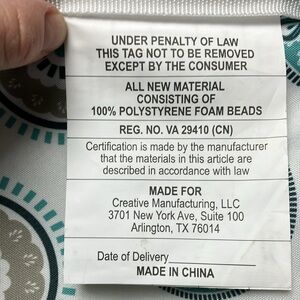 UNDER PENALTY OF LAW
THIS TAG NOT TO BE REMOVED
EXCEPT BY THE CONSUMER
ALL NEW MATERIAL
CONSISTING OF
100% POLYSTYRENE FOAM BEADS
REG. NO. VA 29410 (CN)
Certification is made by the manufacturer
that the materials in this article are
described in accordance with law
MADE FOR
Creative Manufacturing, LLC
3701 New York Ave, Suite 100
Arlington, TX 76014
Date of Delivery
MADE IN CHINA